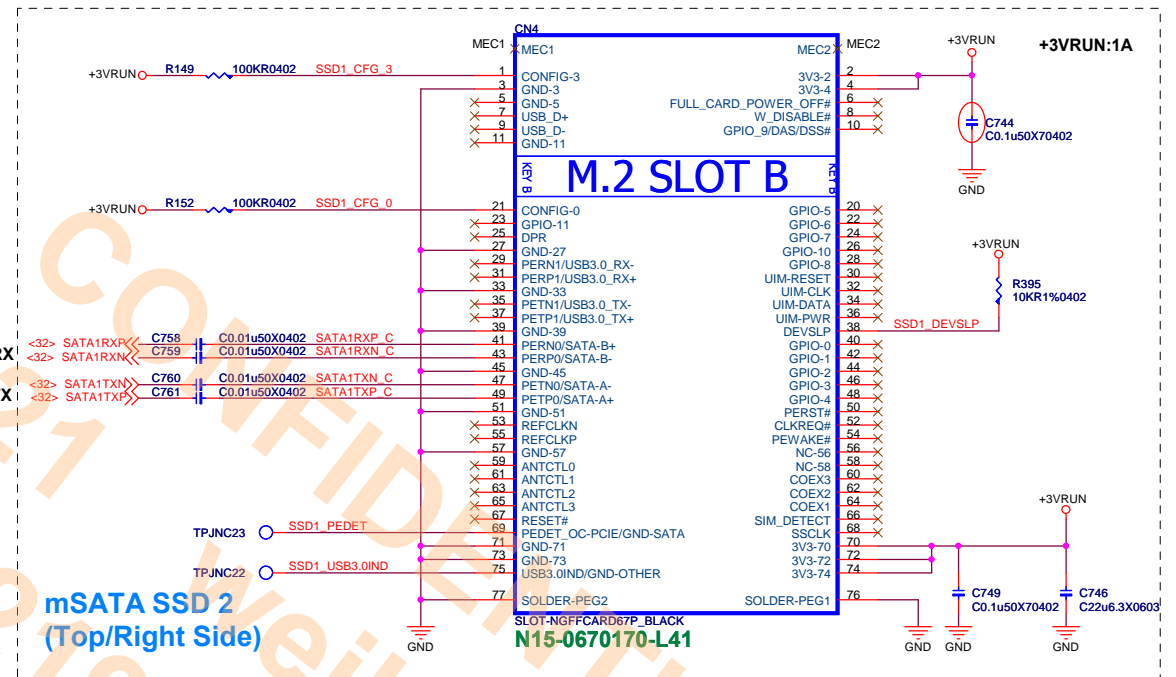 CN4
MEC1 MEC1 MEC2 MEC2
+3VRUN +3VRUN:1A
+3VRUN R149 100KR0402 SSD1_CFG_3 1 CONFIG-3 3V3-2 2
3 GND-3 3V3-4 4
5 GND-5 FULL_CARD_POWER_OFF# 6
7 USB_D+ W_DISABLE# 8
9 USB_D- GPIO_9/DAS/DSS# 10
11 GND-11
C744
C0.1u50X70402
GND
KEY B M.2 SLOT B KEY B
+3VRUN R152 100KR0402 SSD1_CFG_0 21 CONFIG-0 GPIO-5 20
23 GPIO-11 GPIO-6 22
25 DPR GPIO-7 24
27 GND-27 GPIO-10 26
29 PERN1/USB3.0_RX- GPIO-8 28
31 PERP1/USB3.0_RX+ UIM-RESET 30
33 GND-33 UIM-CLK 32
35 PETN1/USB3.0_TX- UIM-DATA 34
37 PETP1/USB3.0_TX+ UIM-PWR 36
39 GND-39 DEVSLP 38 SSD1_DEVSLP
+3VRUN
R395
10KR1%0402
RX <32> SATA1RXP C758 C0.01u50X0402 SATA1RXP_C 41 PERN0/SATA-B+ GPIO-0 40
<32> SATA1RXN C759 C0.01u50X0402 SATA1RXN_C 43 PERP0/SATA-B- GPIO-1 42
45 GND-45 GPIO-2 44
TX <32> SATA1TXN C760 C0.01u50X0402 SATA1TXN_C 47 PETN0/SATA-A- GPIO-3 46
<32> SATA1TXP C761 C0.01u50X0402 SATA1TXP_C 49 PETP0/SATA-A+ GPIO-4 48
51 GND-51 PERST# 50
53 REFCLKN CLKREQ# 52
55 REFCLKP PEWAKE# 54
57 GND-57 NC-56 56
59 ANTCTL0 NC-58 58
61 ANTCTL1 COEX3 60
63 ANTCTL2 COEX2 62
65 ANTCTL3 COEX1 64
67 RESET# SIM_DETECT 66
TPJNC23 SSD1_PEDET 69 PEDET_OC-PCIE/GND-SATA SSCLK 68
71 GND-71 3V3-70 70
73 GND-73 3V3-72 72
TPJNC22 SSD1_USB3.0IND 75 USB3.0IND/GND-OTHER 3V3-74 74
77 SOLDER-PEG2 SOLDER-PEG1 76
+3VRUN
C749
C0.1u50X70402
C746
C22u6.3X0603
GND GND GND GND
SLOT-NGFFCARD67P_BLACK
N15-0670170-L41
mSATA SSD 2
(Top/Right Side)
CONFIDENTI
21
Weil